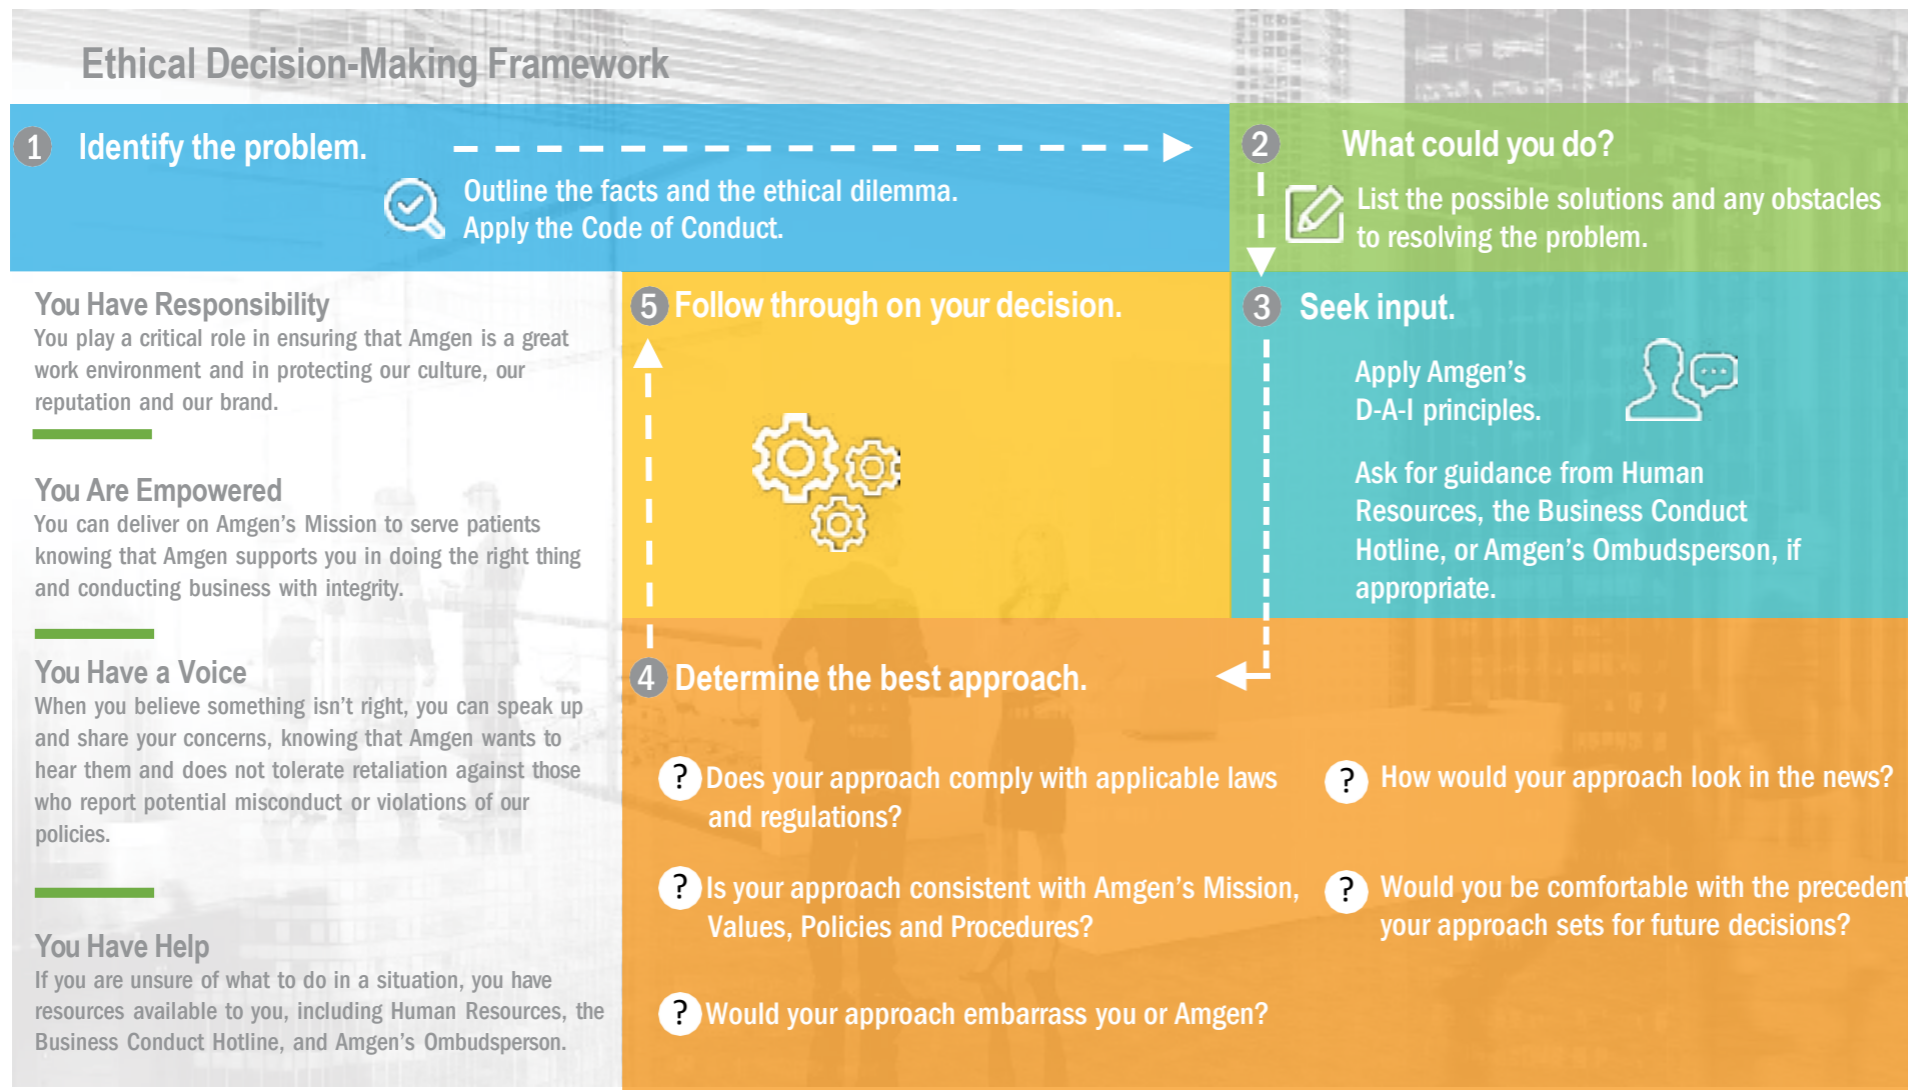 Ethical Decision-Making Framework
1 Identify the problem.
Outline the facts and the ethical dilemma.
Apply the Code of Conduct.
2 What could you do?
List the possible solutions and any obstacles
to resolving the problem.
3 Seek input.
Apply Amgen's
D-A-I principles.
Ask for guidance from Human
Resources, the Business Conduct
Hotline, or Amgen's Ombudsperson, if
appropriate.
4 Determine the best approach.
? Does your approach comply with applicable laws
and regulations?
? Is your approach consistent with Amgen's Mission,
Values, Policies and Procedures?
? Would your approach embarrass you or Amgen?
? How would your approach look in the news?
? Would you be comfortable with the precedent
your approach sets for future decisions?
5 Follow through on your decision.
You Have Responsibility
You play a critical role in ensuring that Amgen is a great
work environment and in protecting our culture, our
reputation and our brand.
You Are Empowered
You can deliver on Amgen's Mission to serve patients
knowing that Amgen supports you in doing the right thing
and conducting business with integrity.
You Have a Voice
When you believe something isn't right, you can speak up
and share your concerns, knowing that Amgen wants to
hear them and does not tolerate retaliation against those
who report potential misconduct or violations of our
policies.
You Have Help
If you are unsure of what to do in a situation, you have
resources available to you, including Human Resources, the
Business Conduct Hotline, and Amgen's Ombudsperson.